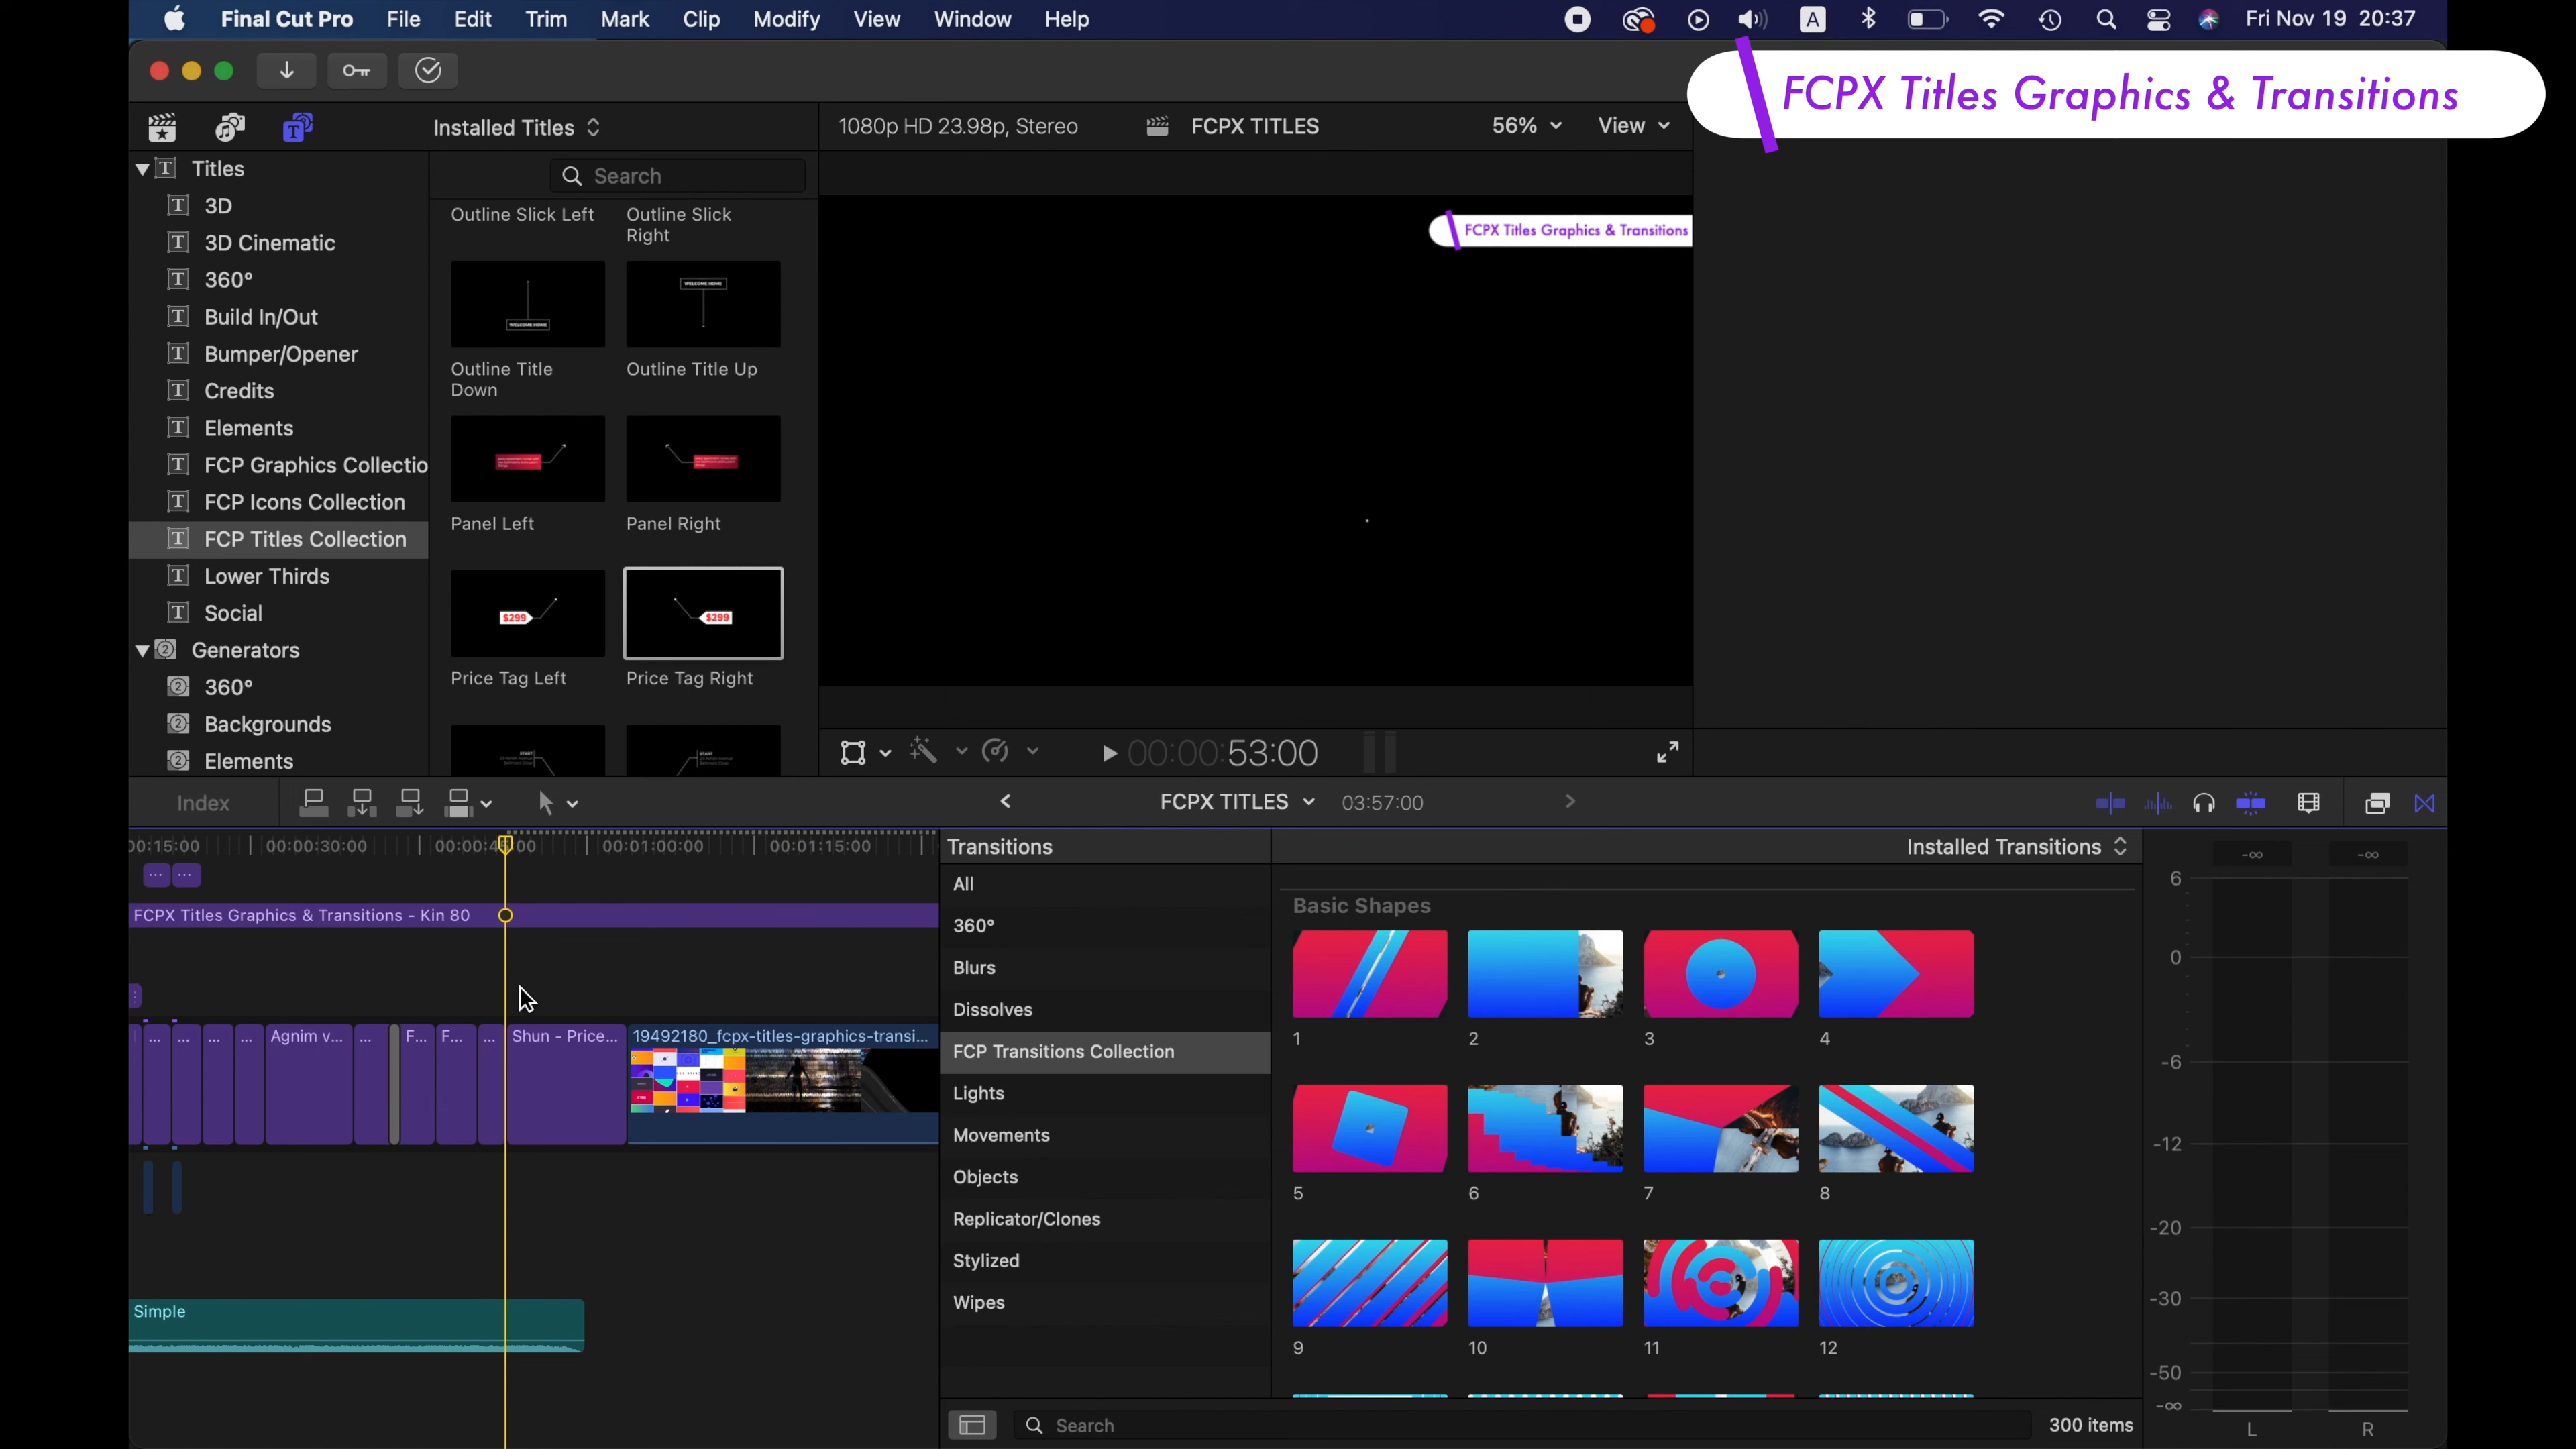 Final Cut Pro File Edit Trim Mark Clip Modify View Window Help
A Fri Nov 19 20:37
FCPX Titles Graphics & Transitions
Installed Titles
1080p HD 23.98p, Stereo
FCPX TITLES
56%
View
Titles
3D
3D Cinematic
360°
Build In/Out
Bumper/Opener
Credits
Elements
FCP Graphics Collectio
FCP Icons Collection
FCP Titles Collection
Lower Thirds
Social
Generators
360°
Backgrounds
Elements
Search
Outline Slick Left
Outline Slick
Right
WELCOME HOME
WELCOME HOME
Outline Title
Down
Outline Title Up
Panel Left
Panel Right
$299
$299
Price Tag Left
Price Tag Right
START
START
FCPX Titles Graphics & Transitions
00:00:53:00
Index
FCPX TITLES
03:57:00
00:15:00
00:00:30:00
00:01:00:00
00:01:15:00
FCPX Titles Graphics & Transitions - Kin 80
Agnim v...
F...
F...
Shun - Price...
19492180_fcpx-titles-graphics-transi...
Simple
Transitions
All
360°
Blurs
Dissolves
FCP Transitions Collection
Lights
Movements
Objects
Replicator/Clones
Stylized
Wipes
Installed Transitions
Basic Shapes
1
2
3
4
5
6
7
8
9
10
11
12
Search
300 items
-∞ -∞
6
0
-6
-12
-20
-30
-50
-∞
L R